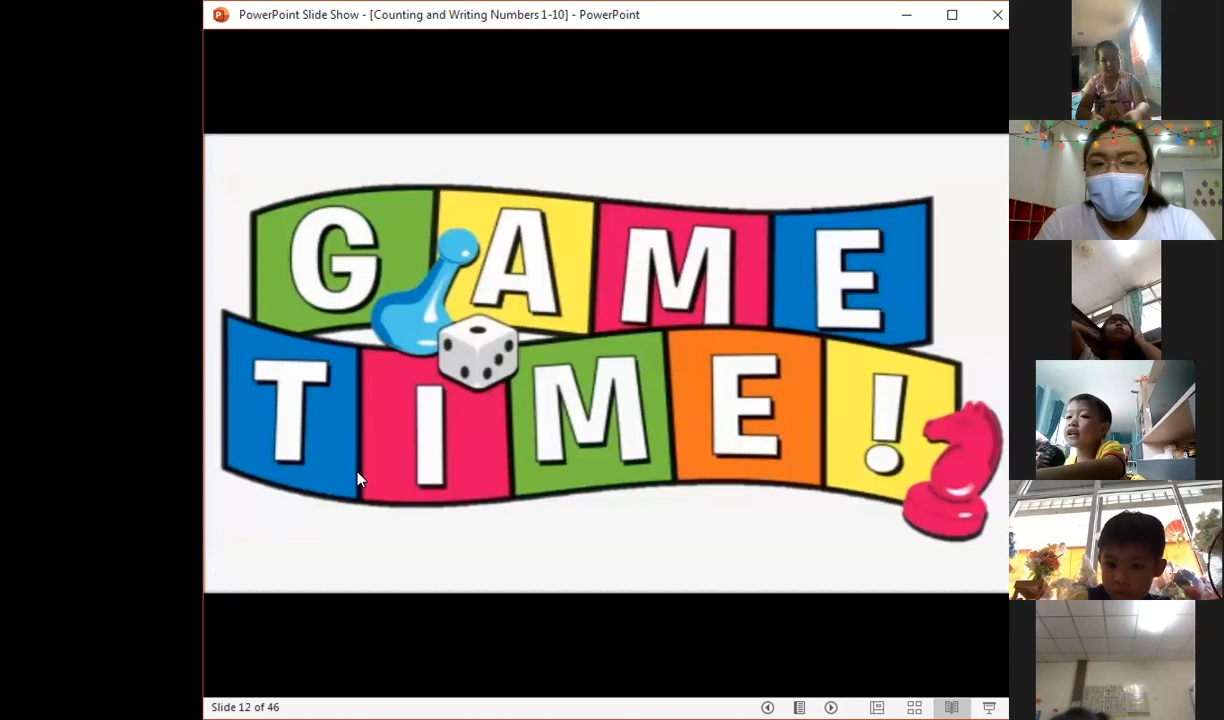 PowerPoint Slide Show - [Counting and Writing Numbers 1-10] - PowerPoint
GAME
TIME!
Slide 12 of 46